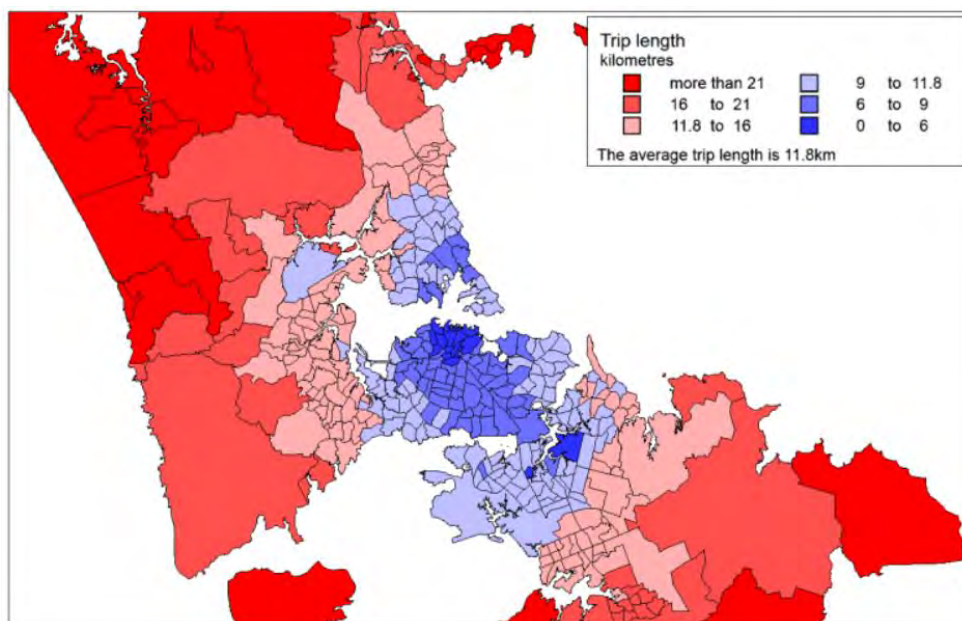 Trip length
kilometres
more than 21
16 to 21
11.8 to 16
9 to 11.8
6 to 9
0 to 6
The average trip length is 11.8km